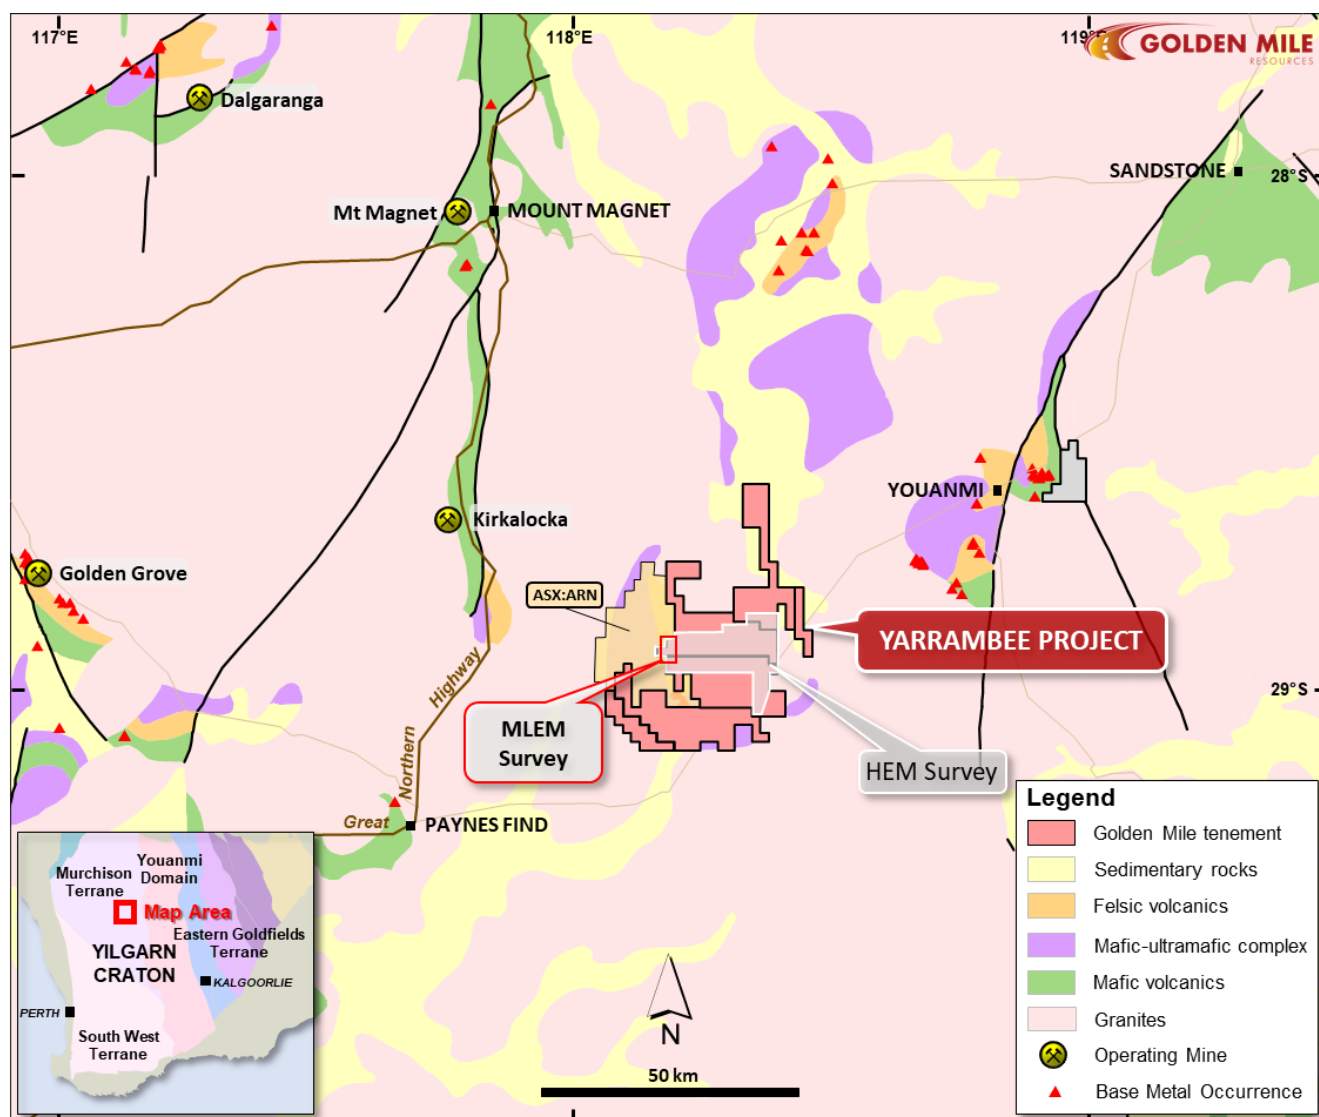 117°E
118°E
119°E
GOLDEN MILE
RESOURCES
Dalgaranga
SANDSTONE
28°S
Mt Magnet
MOUNT MAGNET
YOUANMI
Kirkalocka
Golden Grove
ASX:ARN
YARRAMBEE PROJECT
Highway
29°S
MLEM
Survey
HEM Survey
Northern
Great
PAYNES FIND
Legend
Golden Mile tenement
Sedimentary rocks
Felsic volcanics
Mafic-ultramafic complex
Mafic volcanics
Granites
Operating Mine
Base Metal Occurrence
Murchison
Terrane
Youanmi
Domain
Map Area
Eastern Goldfields
Terrane
YILGARN
CRATON
KALGOORLIE
PERTH
South West
Terrane
N
50 km